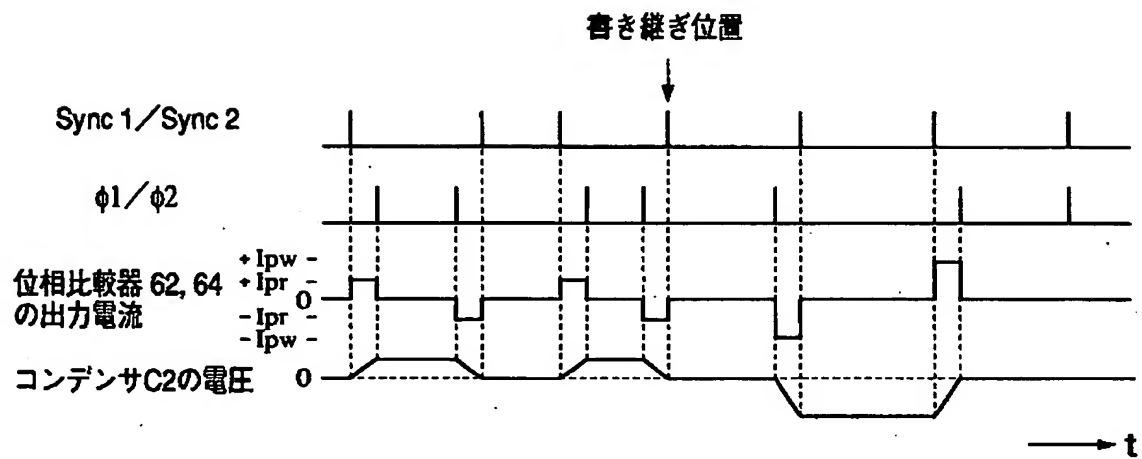 書き継ぎ位置
Sync 1／Sync 2
φ1／φ2
位相比較器 62, 64
の出力電流
+Ipw
+Ipr
0
-Ipr
-Ipw
コンデンサC2の電圧 0
t